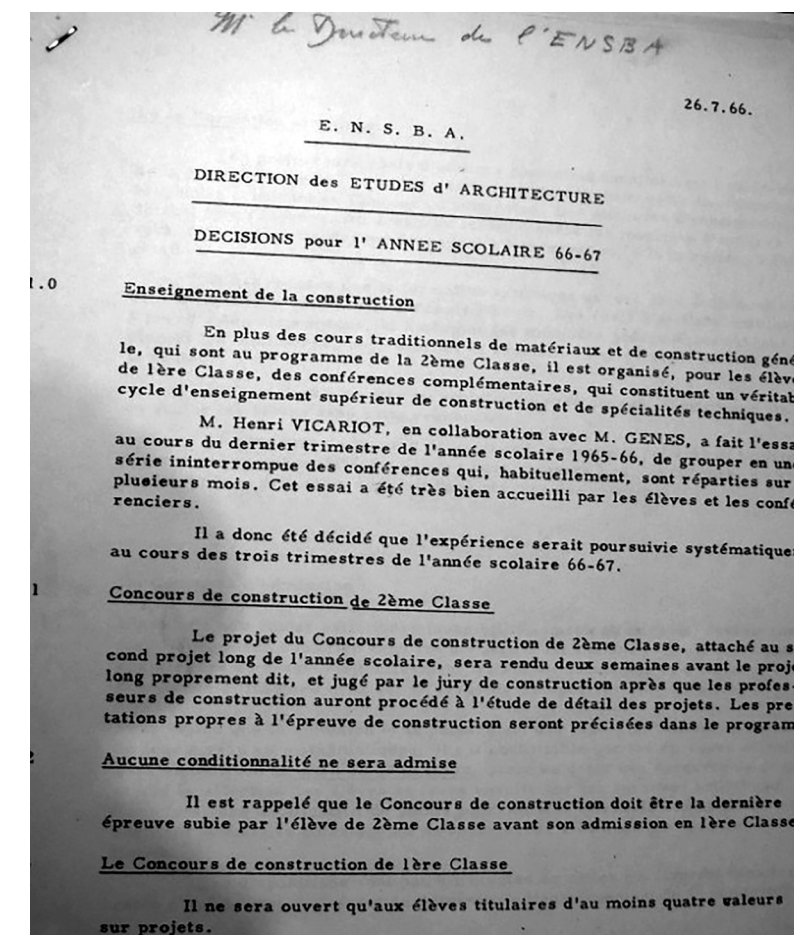 Mr le Directeur de l'ENSBA
26.7.66.
E. N. S. B. A.
DIRECTION des ETUDES d' ARCHITECTURE
DECISIONS pour l' ANNEE SCOLAIRE 66-67
1.0 Enseignement de la construction
En plus des cours traditionnels de matériaux et de construction géné
le, qui sont au programme de la 2ème Classe, il est organisé, pour les élèv
de 1ère Classe, des conférences complémentaires, qui constituent un véritab
cycle d'enseignement supérieur de construction et de spécialités techniques.
M. Henri VICARIOT, en collaboration avec M. GENES, a fait l'essa
au cours du dernier trimestre de l'année scolaire 1965-66, de grouper en une
série ininterrompue des conférences qui, habituellement, sont réparties sur
plusieurs mois. Cet essai a été très bien accueilli par les élèves et les confé
renciers.
Il a donc été décidé que l'expérience serait poursuivie systématique
au cours des trois trimestres de l'année scolaire 66-67.
1 Concours de construction de 2ème Classe
Le projet du Concours de construction de 2ème Classe, attaché au s
cond projet long de l'année scolaire, sera rendu deux semaines avant le proje
long proprement dit, et jugé par le jury de construction après que les profes-
seurs de construction auront procédé à l'étude de détail des projets. Les pre
tations propres à l'épreuve de construction seront précisées dans le program
2 Aucune conditionnalité ne sera admise
Il est rappelé que le Concours de construction doit être la dernière
épreuve subie par l'élève de 2ème Classe avant son admission en 1ère Classe
Le Concours de construction de 1ère Classe
Il ne sera ouvert qu'aux élèves titulaires d'au moins quatre valeurs
sur projets.